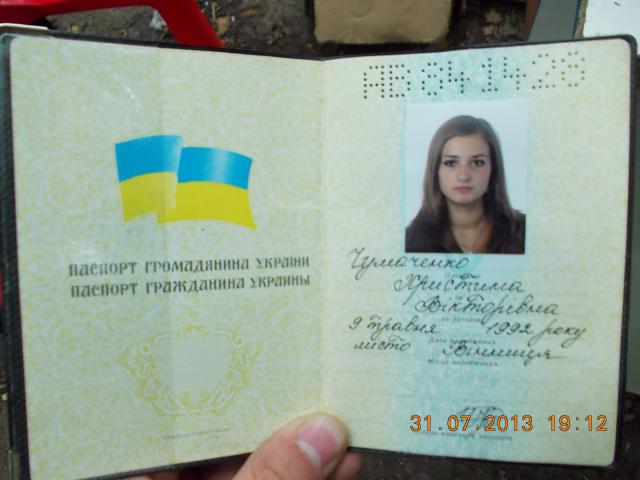 ПАСПОРТ ГРОМАДЯНИНА УКРАЇНИ
ПАСПОРТ ГРАЖДАНИНА УКРАИНЫ
АВ 841428
Чумаченко
Христина
Вікторівна
9 травня 1992 року
Дата народження
місто Вінниця
Місце народження
31.07.2013 19:12